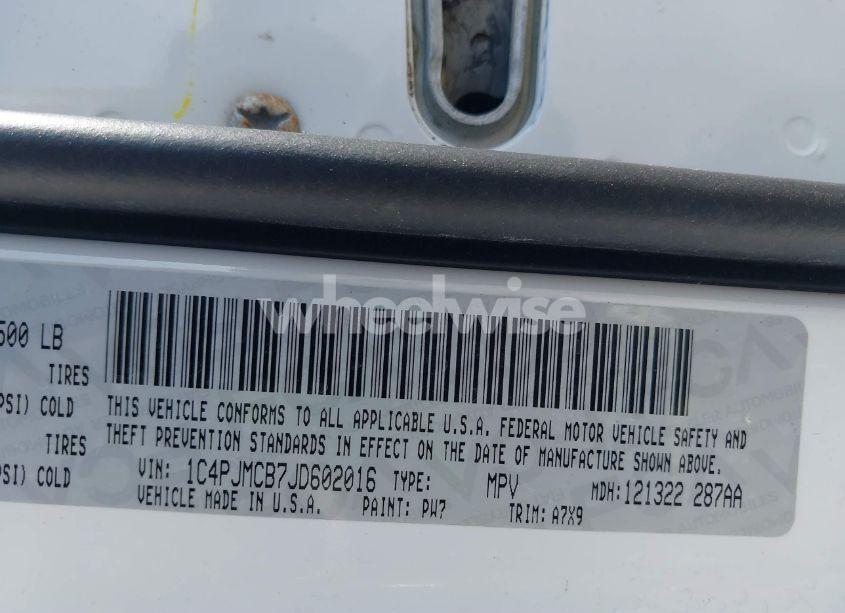 wheelwise
500 LB
TIRES
PSI) COLD
TIRES
PSI) COLD
THIS VEHICLE CONFORMS TO ALL APPLICABLE U.S.A. FEDERAL MOTOR VEHICLE SAFETY AND
THEFT PREVENTION STANDARDS IN EFFECT ON THE DATE OF MANUFACTURE SHOWN ABOVE.
VIN: 1C4PJMCB7JD602016 TYPE: MPV MDH:121322 287AA
VEHICLE MADE IN U.S.A. PAINT: PW7 TRIM: A7X9